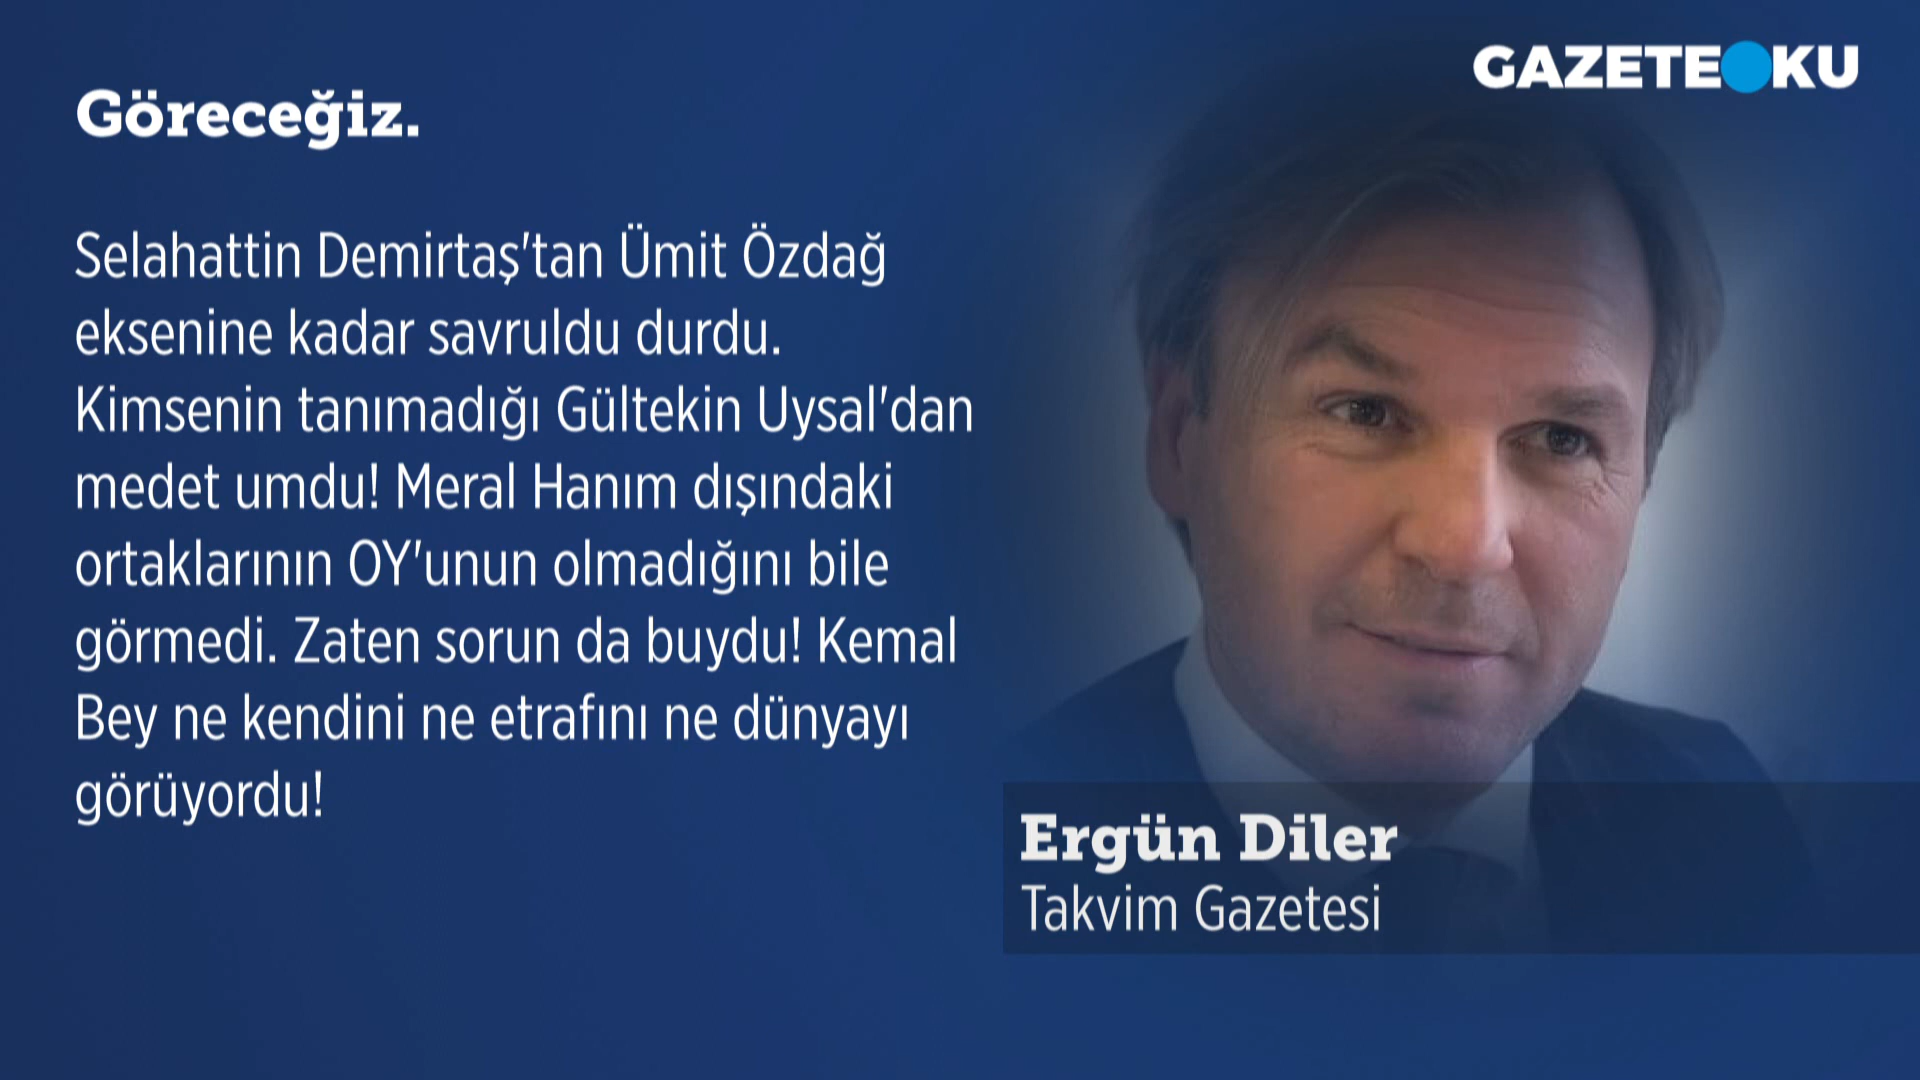 GAZETEOKU
Göreceğiz.
Selahattin Demirtaş'tan Ümit Özdağ
eksenine kadar savruldu durdu.
Kimsenin tanımadığı Gültekin Uysal'dan
medet umdu! Meral Hanım dışındaki
ortaklarının OY'unun olmadığını bile
görmedi. Zaten sorun da buydu! Kemal
Bey ne kendini ne etrafını ne dünyayı
görüyordu!
Ergün Diler
Takvim Gazetesi